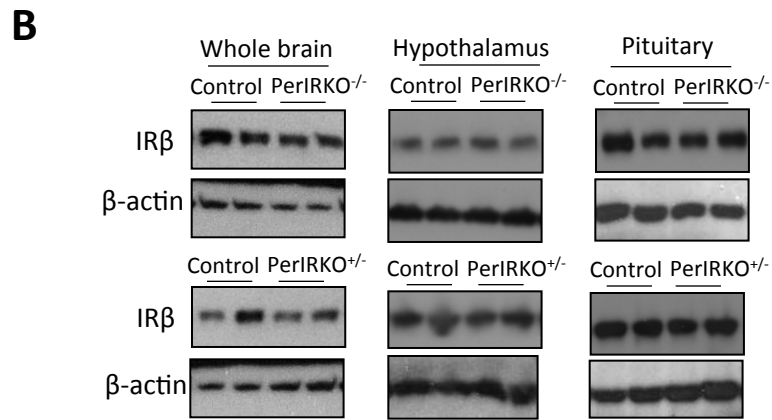 B
Whole brain Hypothalamus Pituitary
Control PerIRKO-/- Control PerIRKO-/- Control PerIRKO-/-
IRβ
β-actin
Control PerIRKO+/- Control PerIRKO+/- Control PerIRKO+/-
IRβ
β-actin